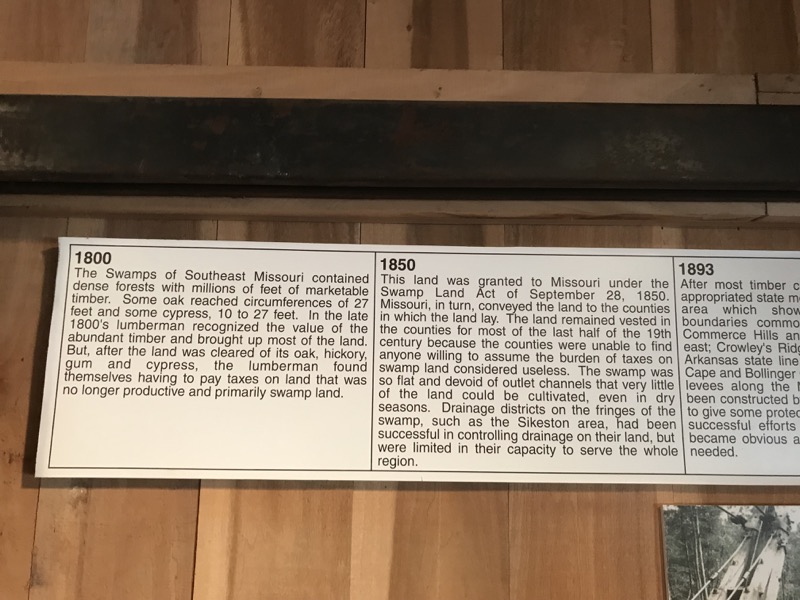 1800
The Swamps of Southeast Missouri contained
dense forests with millions of feet of marketable
timber. Some oak reached circumferences of 27
feet and some cypress, 10 to 27 feet. In the late
1800's lumberman recognized the value of the
abundant timber and brought up most of the land.
But, after the land was cleared of its oak, hickory,
gum and cypress, the lumberman found
themselves having to pay taxes on land that was
no longer productive and primarily swamp land.
1850
This land was granted to Missouri under the
Swamp Land Act of September 28, 1850.
Missouri, in turn, conveyed the land to the counties
in which the land lay. The land remained vested in
the counties for most of the last half of the 19th
century because the counties were unable to find
anyone willing to assume the burden of taxes on
swamp land considered useless. The swamp was
so flat and devoid of outlet channels that very little
of the land could be cultivated, even in dry
seasons. Drainage districts on the fringes of the
swamp, such as the Sikeston area, had been
successful in controlling drainage on their land, but
were limited in their capacity to serve the whole
region.
1893
After most timber
appropriated state
area which
boundaries
Commerce Hills
east; Crowley's
Arkansas state
Cape and Bollinger
levees along the
been constructed
to give some
successful efforts
became obvious
needed.